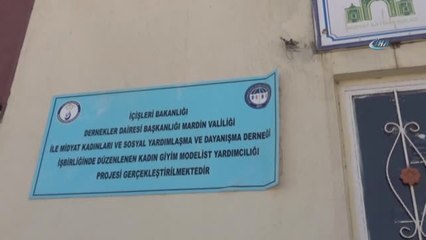 İÇİŞLERİ BAKANLIĞI
DERNEKLER DAİRESİ BAŞKANLIĞI MARDİN VALİLİĞİ
İLE MİDYAT KADINLARI VE SOSYAL YARDIMLAŞMA VE DAYANIŞMA DERNEĞİ
İŞBİRLİĞİNDE DÜZENLENEN KADIN GİYİM MODELİST YARDIMCILIĞI
PROJESİ GERÇEKLEŞTİRİLMEKTEDİR